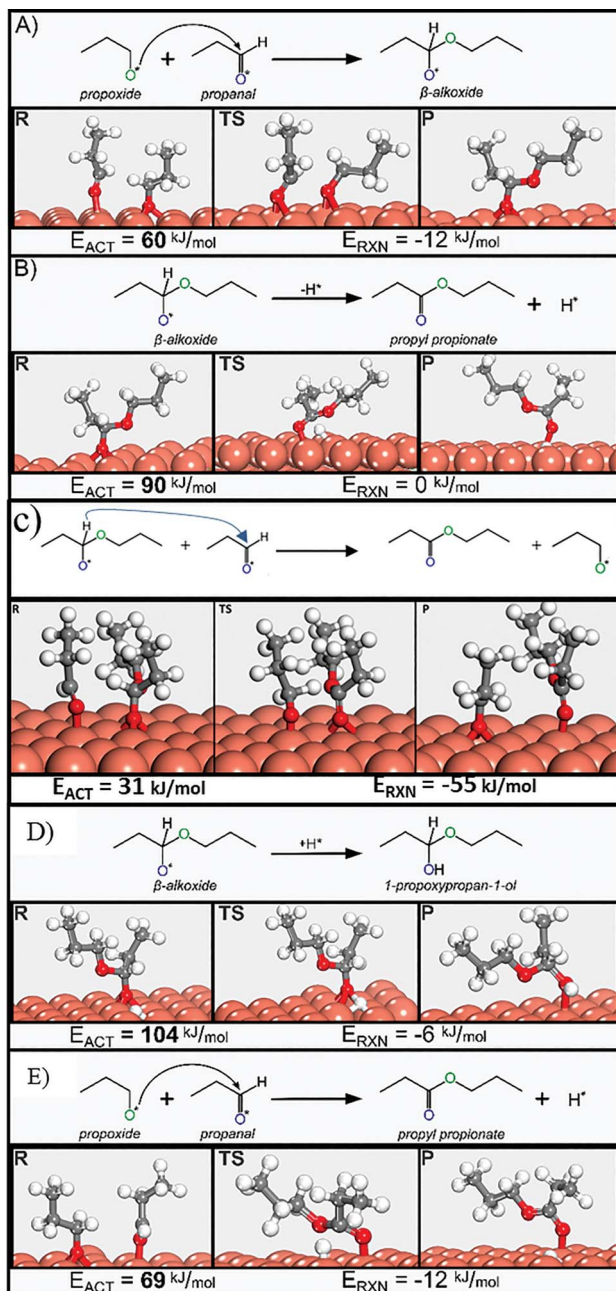 A)
H
O
O*
+
O*
O*
propoxide
propanal
β-alkoxide
R
TS
P
E_ACT = 60 kJ/mol
E_RXN = -12 kJ/mol
B)
H
O
O
-H*
+ H*
O*
O
β-alkoxide
propyl propionate
R
TS
P
E_ACT = 90 kJ/mol
E_RXN = 0 kJ/mol
c)
H
O
H
O
+
+
O*
O*
O
O*
R
TS
P
E_ACT = 31 kJ/mol
E_RXN = -55 kJ/mol
D)
H
O
H
O
+H*
O*
OH
β-alkoxide
1-propoxypropan-1-ol
R
TS
P
E_ACT = 104 kJ/mol
E_RXN = -6 kJ/mol
E)
H
O
O*
+
O*
O
+ H*
propoxide
propanal
propyl propionate
R
TS
P
E_ACT = 69 kJ/mol
E_RXN = -12 kJ/mol